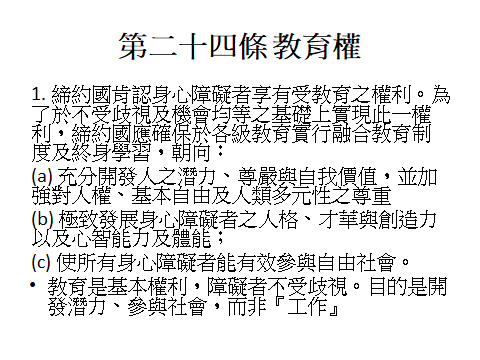 第二十四條 教育權
1. 締約國肯認身心障礙者享有受教育之權利。為
了於不受歧視及機會均等之基礎上實現此一權
利，締約國應確保於各級教育實行融合教育制
度及終身學習，朝向：
(a) 充分開發人之潛力、尊嚴與自我價值，並加
強對人權、基本自由及人類多元性之尊重
(b) 極致發展身心障礙者之人格、才華與創造力
以及心智能力及體能；
(c) 使所有身心障礙者能有效參與自由社會。
• 教育是基本權利，障礙者不受歧視。目的是開
發潛力、參與社會，而非『工作』